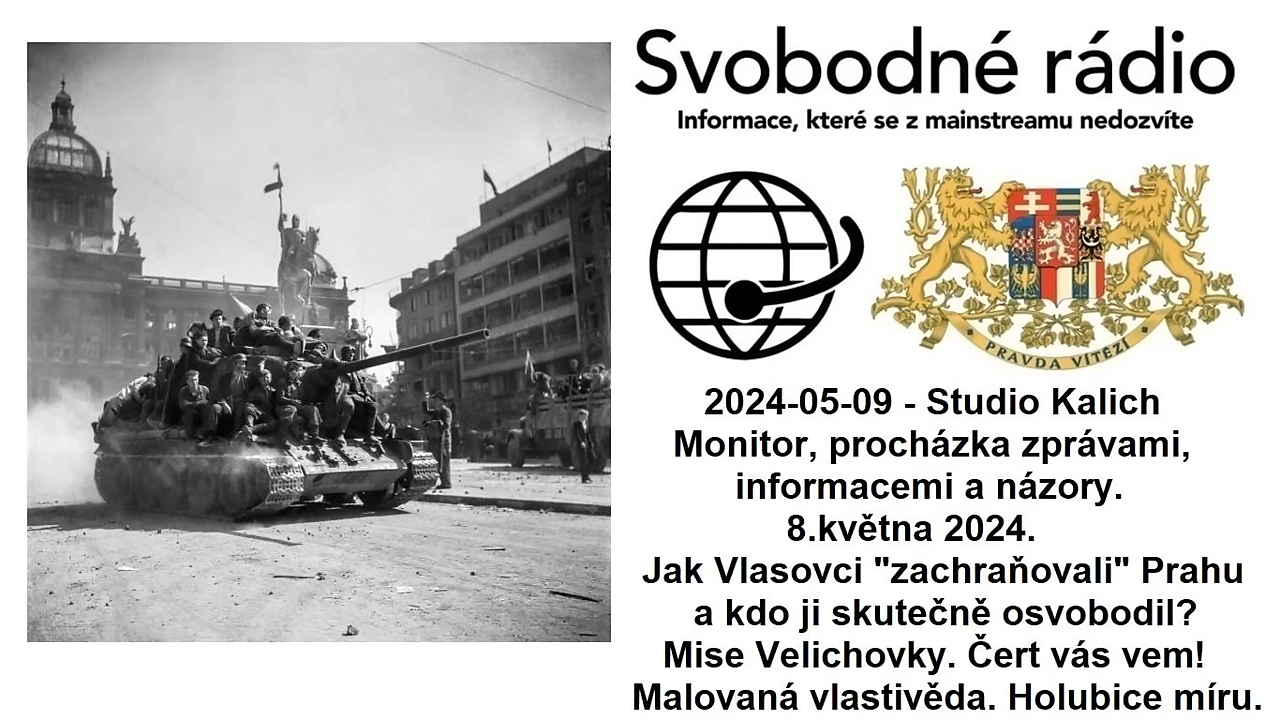 Svobodné rádio
Informace, které se z mainstreamu nedozvíte
PRAVDA VÍTĚZÍ
2024-05-09 - Studio Kalich
Monitor, procházka zprávami,
informacemi a názory.
8.května 2024.
Jak Vlasovci "zachraňovali" Prahu
a kdo ji skutečně osvobodil?
Mise Velichovky. Čert vás vem!
Malovaná vlastivěda. Holubice míru.